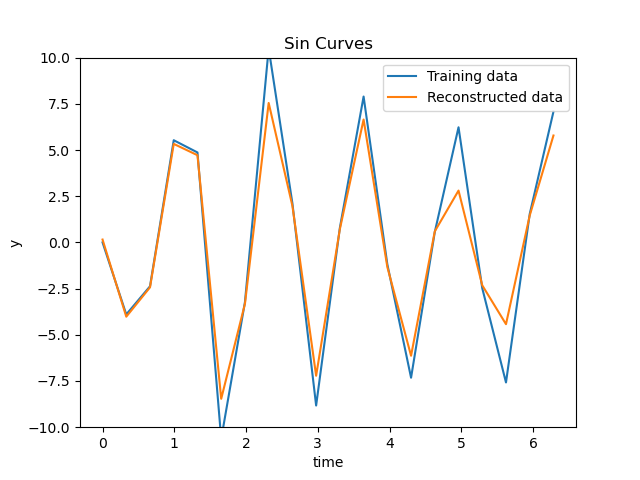 Sin Curves
10.0
7.5
5.0
2.5
0.0
−2.5
−5.0
−7.5
−10.0
y
Training data
Reconstructed data
0 1 2 3 4 5 6
time